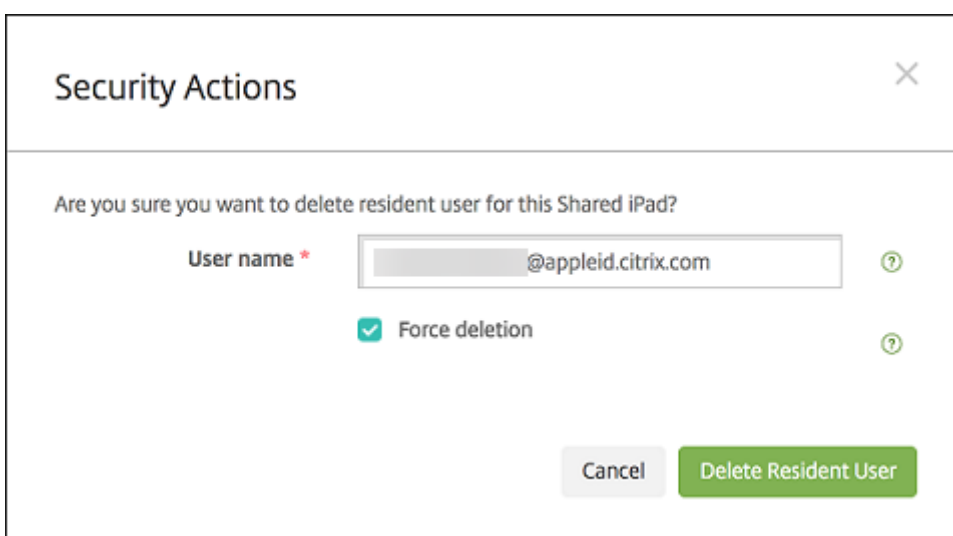 Security Actions
Are you sure you want to delete resident user for this Shared iPad?
User name *
@appleid.citrix.com
Force deletion
Cancel
Delete Resident User